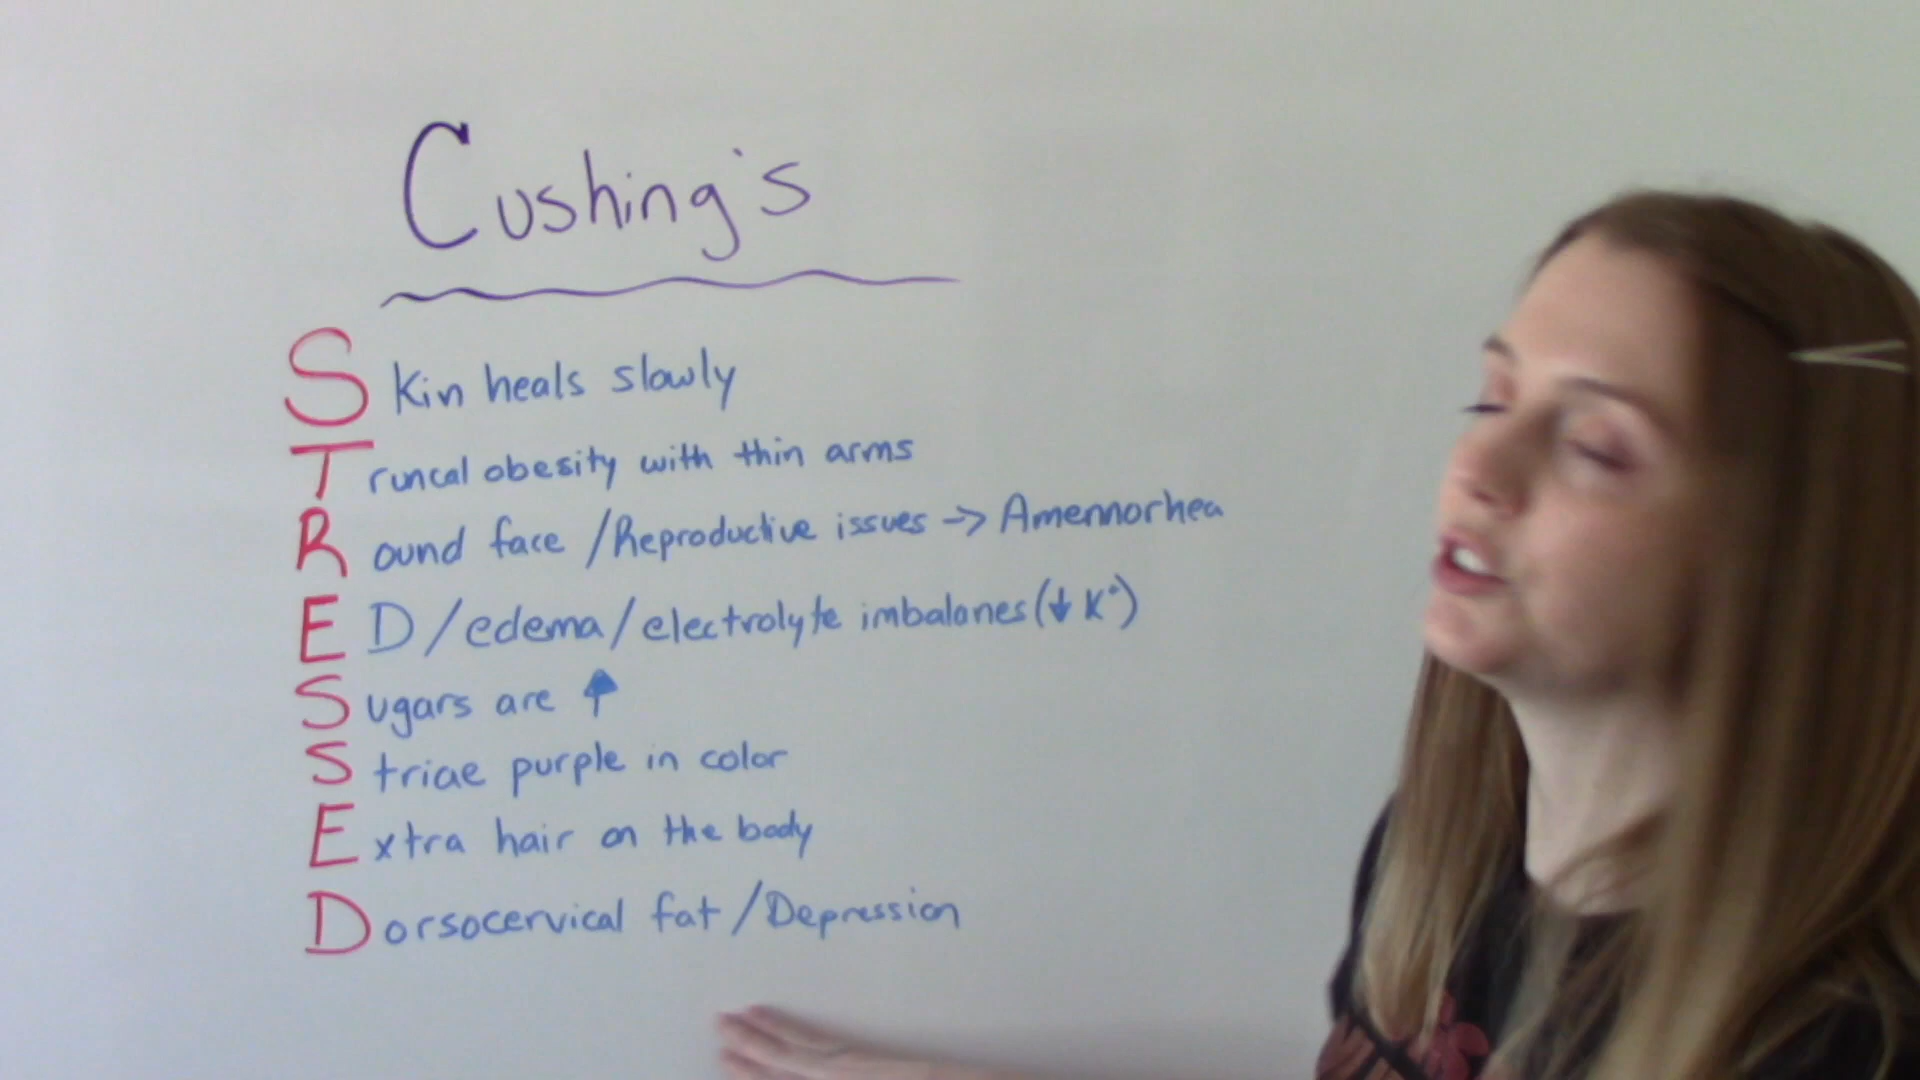 Cushing's
Skin heals slowly
Truncal obesity with thin arms
Round face / Reproductive issues -> Amennorhea
ED / edema / electrolyte imbalanes (↓ K⁺)
Sugars are ↑
Striae purple in color
Extra hair on the body
Dorsocervical fat / Depression